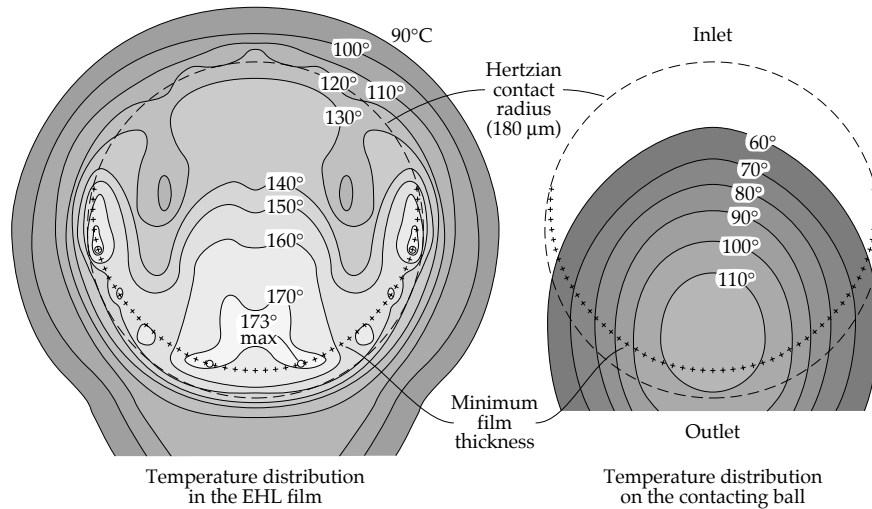 90°C
100°
120°
110°
130°
140°
150°
160°
170°
173°
max
Hertzian
contact
radius
(180 μm)
Minimum
film
thickness
Temperature distribution
in the EHL film
Inlet
60°
70°
80°
90°
100°
110°
Outlet
Temperature distribution
on the contacting ball